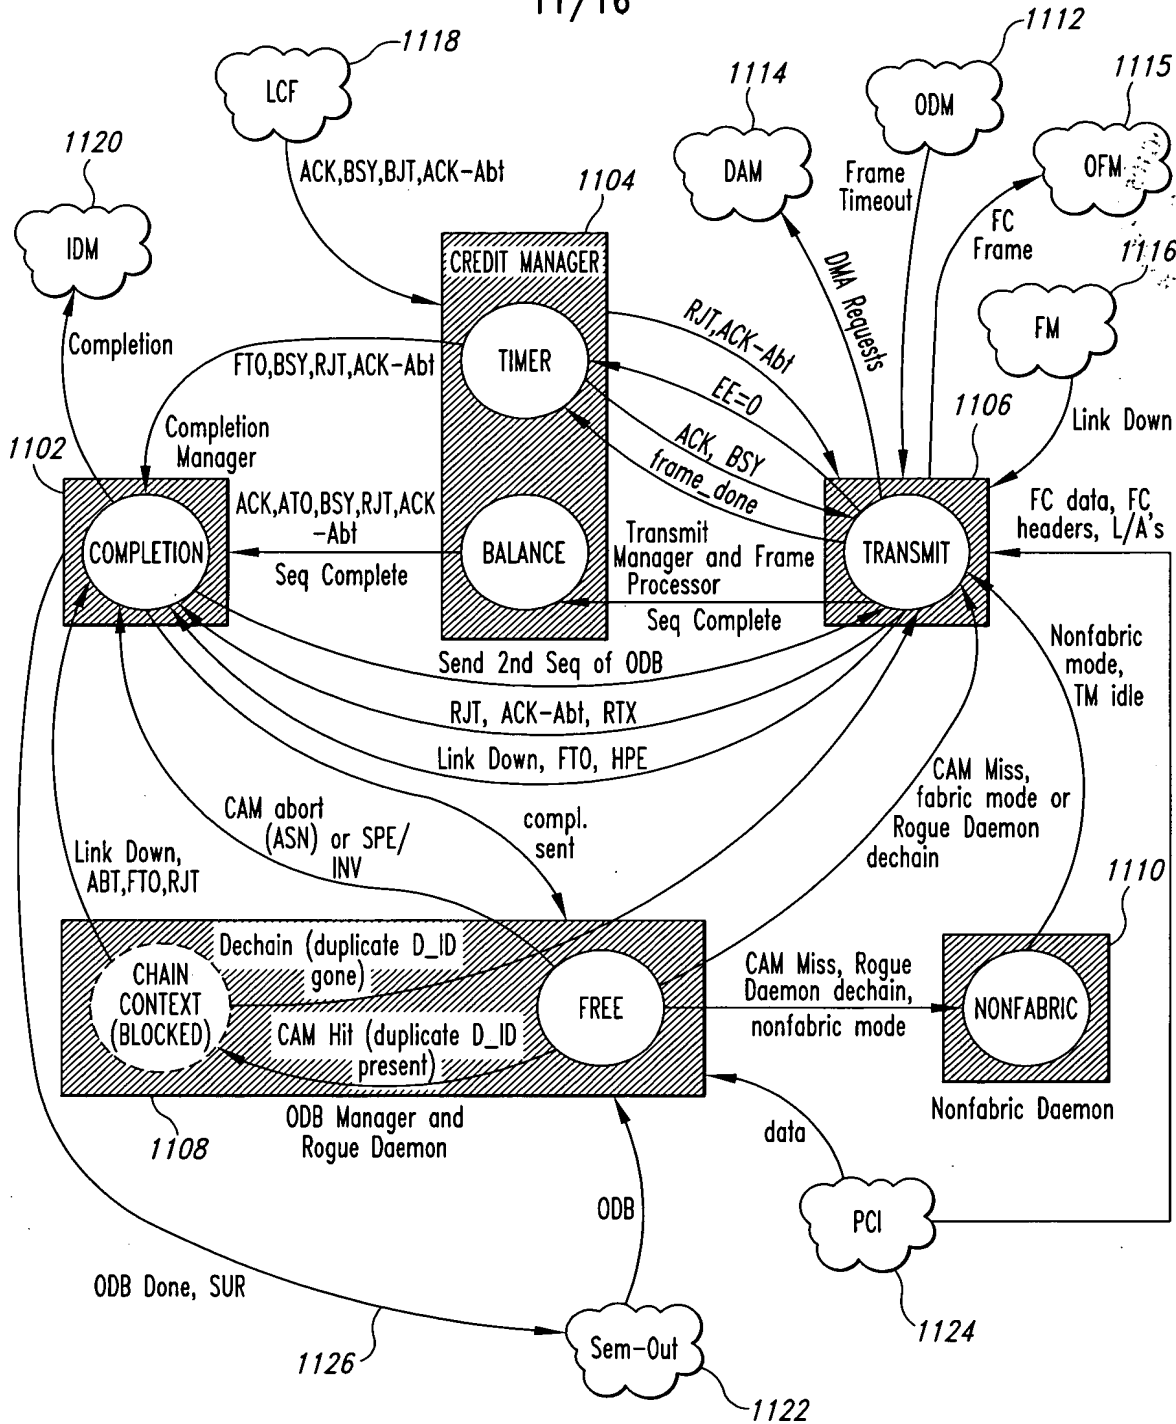 11/16
1118
LCF
1112
ODM
1114
DAM
1115
OFM
1120
IDM
ACK,BSY,BJT,ACK-Abt
1104
Frame
Timeout
FC
Frame
1116
FM
CREDIT MANAGER
DMA Requests
RJT,ACK-Abt
Completion
FTO,BSY,RJT,ACK-Abt
TIMER
EE=0
1106
Link Down
ACK, BSY
frame_done
Completion
Manager
1102
ACK,ATO,BSY,RJT,ACK
-Abt
FC data, FC
headers, L/A's
COMPLETION
BALANCE
Transmit
Manager and Frame
Processor
TRANSMIT
Seq Complete
Seq Complete
Send 2nd Seq of ODB
Nonfabric
mode,
TM idle
RJT, ACK-Abt, RTX
Link Down, FTO, HPE
CAM Miss,
fabric mode or
Rogue Daemon
dechain
CAM abort
(ASN) or SPE/
INV
compl.
sent
Link Down,
ABT,FTO,RJT
1110
Dechain (duplicate D_ID
gone)
CHAIN
CONTEXT
(BLOCKED)
FREE
CAM Miss, Rogue
Daemon dechain,
nonfabric mode
NONFABRIC
CAM Hit (duplicate D_ID
present)
1108
ODB Manager and
Rogue Daemon
Nonfabric Daemon
data
ODB
PCI
ODB Done, SUR
1124
1126
Sem-Out
1122